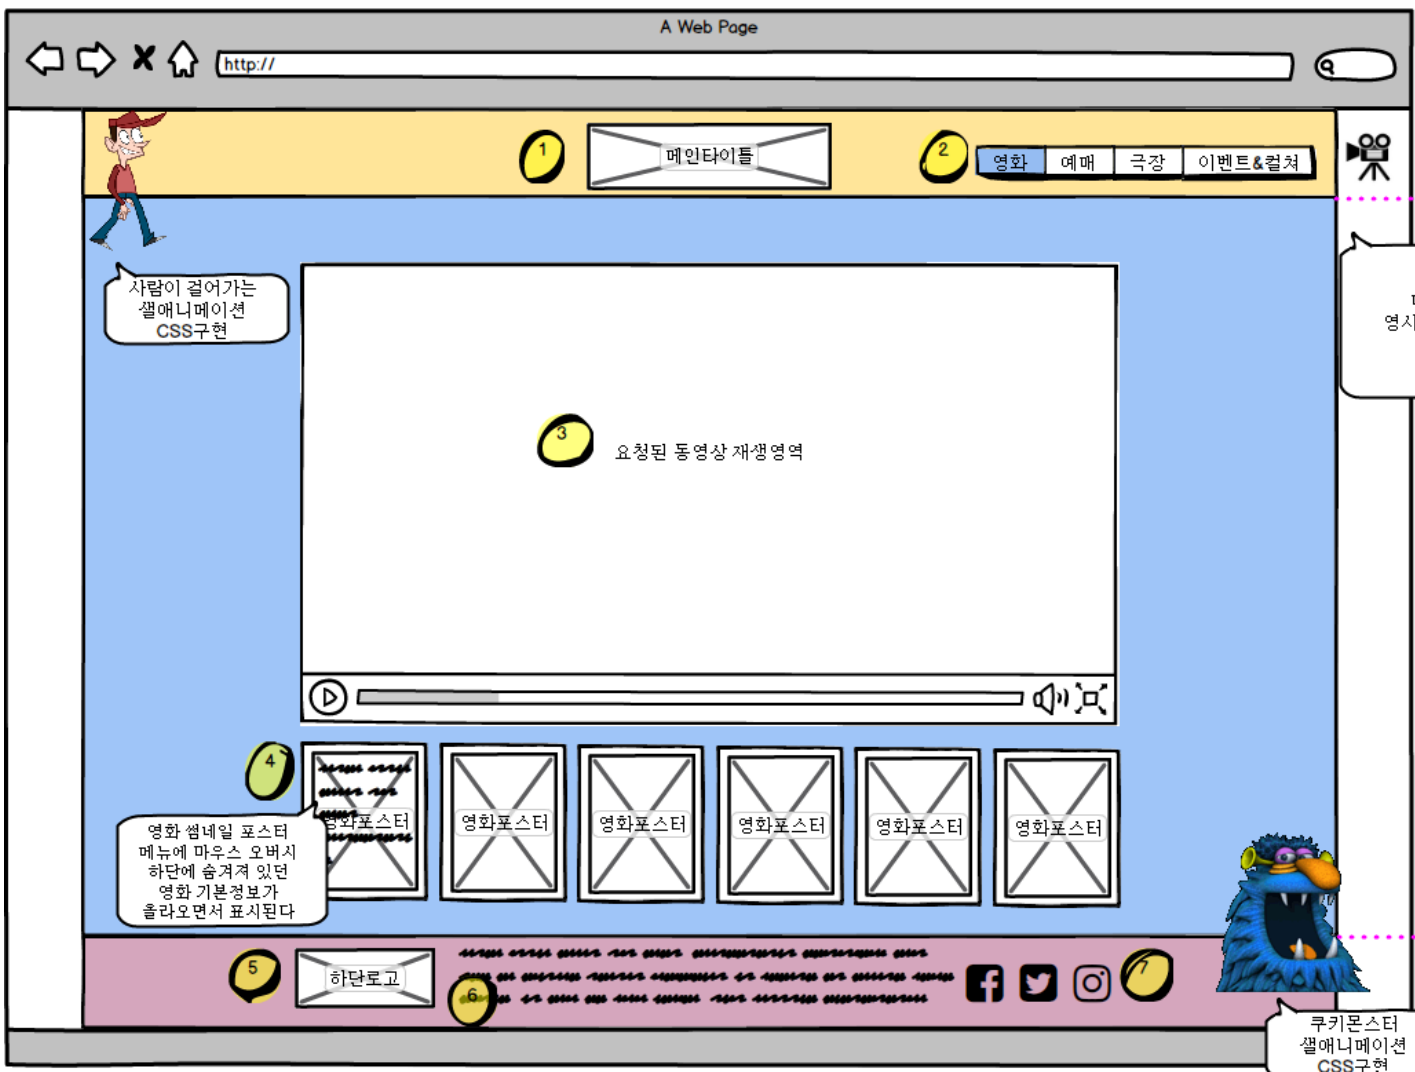 A Web Page
http://
1
메인타이틀
2
영화
예매
극장
이벤트&컬쳐
사람이 걸어가는
샐애니메이션
CSS구현
영시
3
요청된 동영상 재생영역
4
영화포스터
영화포스터
영화포스터
영화포스터
영화포스터
영화포스터
영화 썸네일 포스터
메뉴에 마우스 오버시
하단에 숨겨져 있던
영화 기본정보가
올라오면서 표시된다
5
하단로고
6
7
쿠키몬스터
샐애니메이션
CSS구현